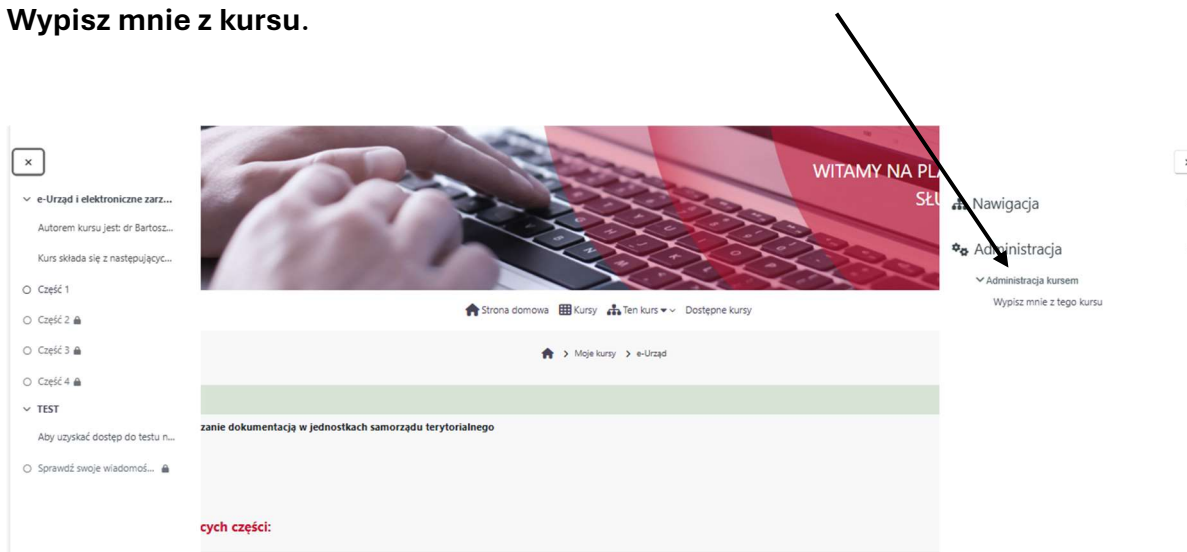 Wypisz mnie z kursu.
WITAMY NA PL
SŁU
e-Urząd i elektroniczne zarz...
Autorem kursu jest: dr Bartosz...
Kurs składa się z następującyc...
Część 1
Część 2
Część 3
Część 4
TEST
Aby uzyskać dostęp do testu n...
Sprawdź swoje wiadomoś...
Strona domowa Kursy Ten kurs Dostępne kursy
> Moje kursy > e-Urząd
zanie dokumentacją w jednostkach samorządu terytorialnego
cych części:
Nawigacja
Administracja
Administracja kursem
Wypisz mnie z tego kursu